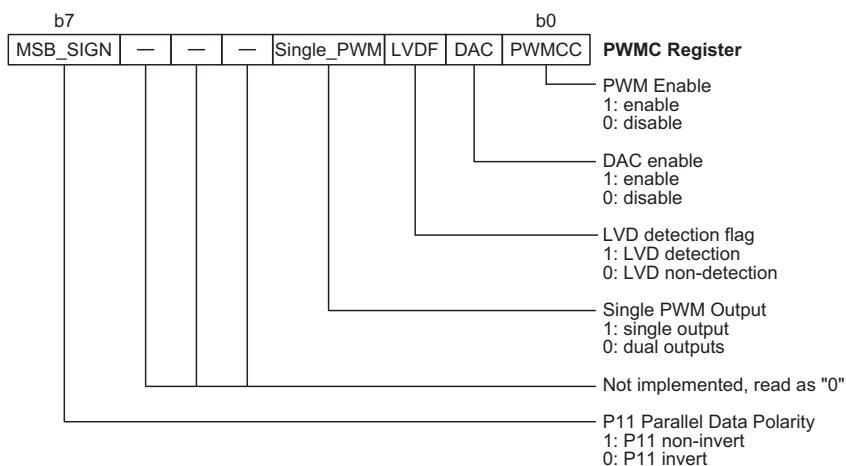 b7 b0
MSB_SIGN — — — Single_PWM LVDF DAC PWMCC PWMC Register
PWM Enable
1: enable
0: disable
DAC enable
1: enable
0: disable
LVD detection flag
1: LVD detection
0: LVD non-detection
Single PWM Output
1: single output
0: dual outputs
Not implemented, read as "0"
P11 Parallel Data Polarity
1: P11 non-invert
0: P11 invert